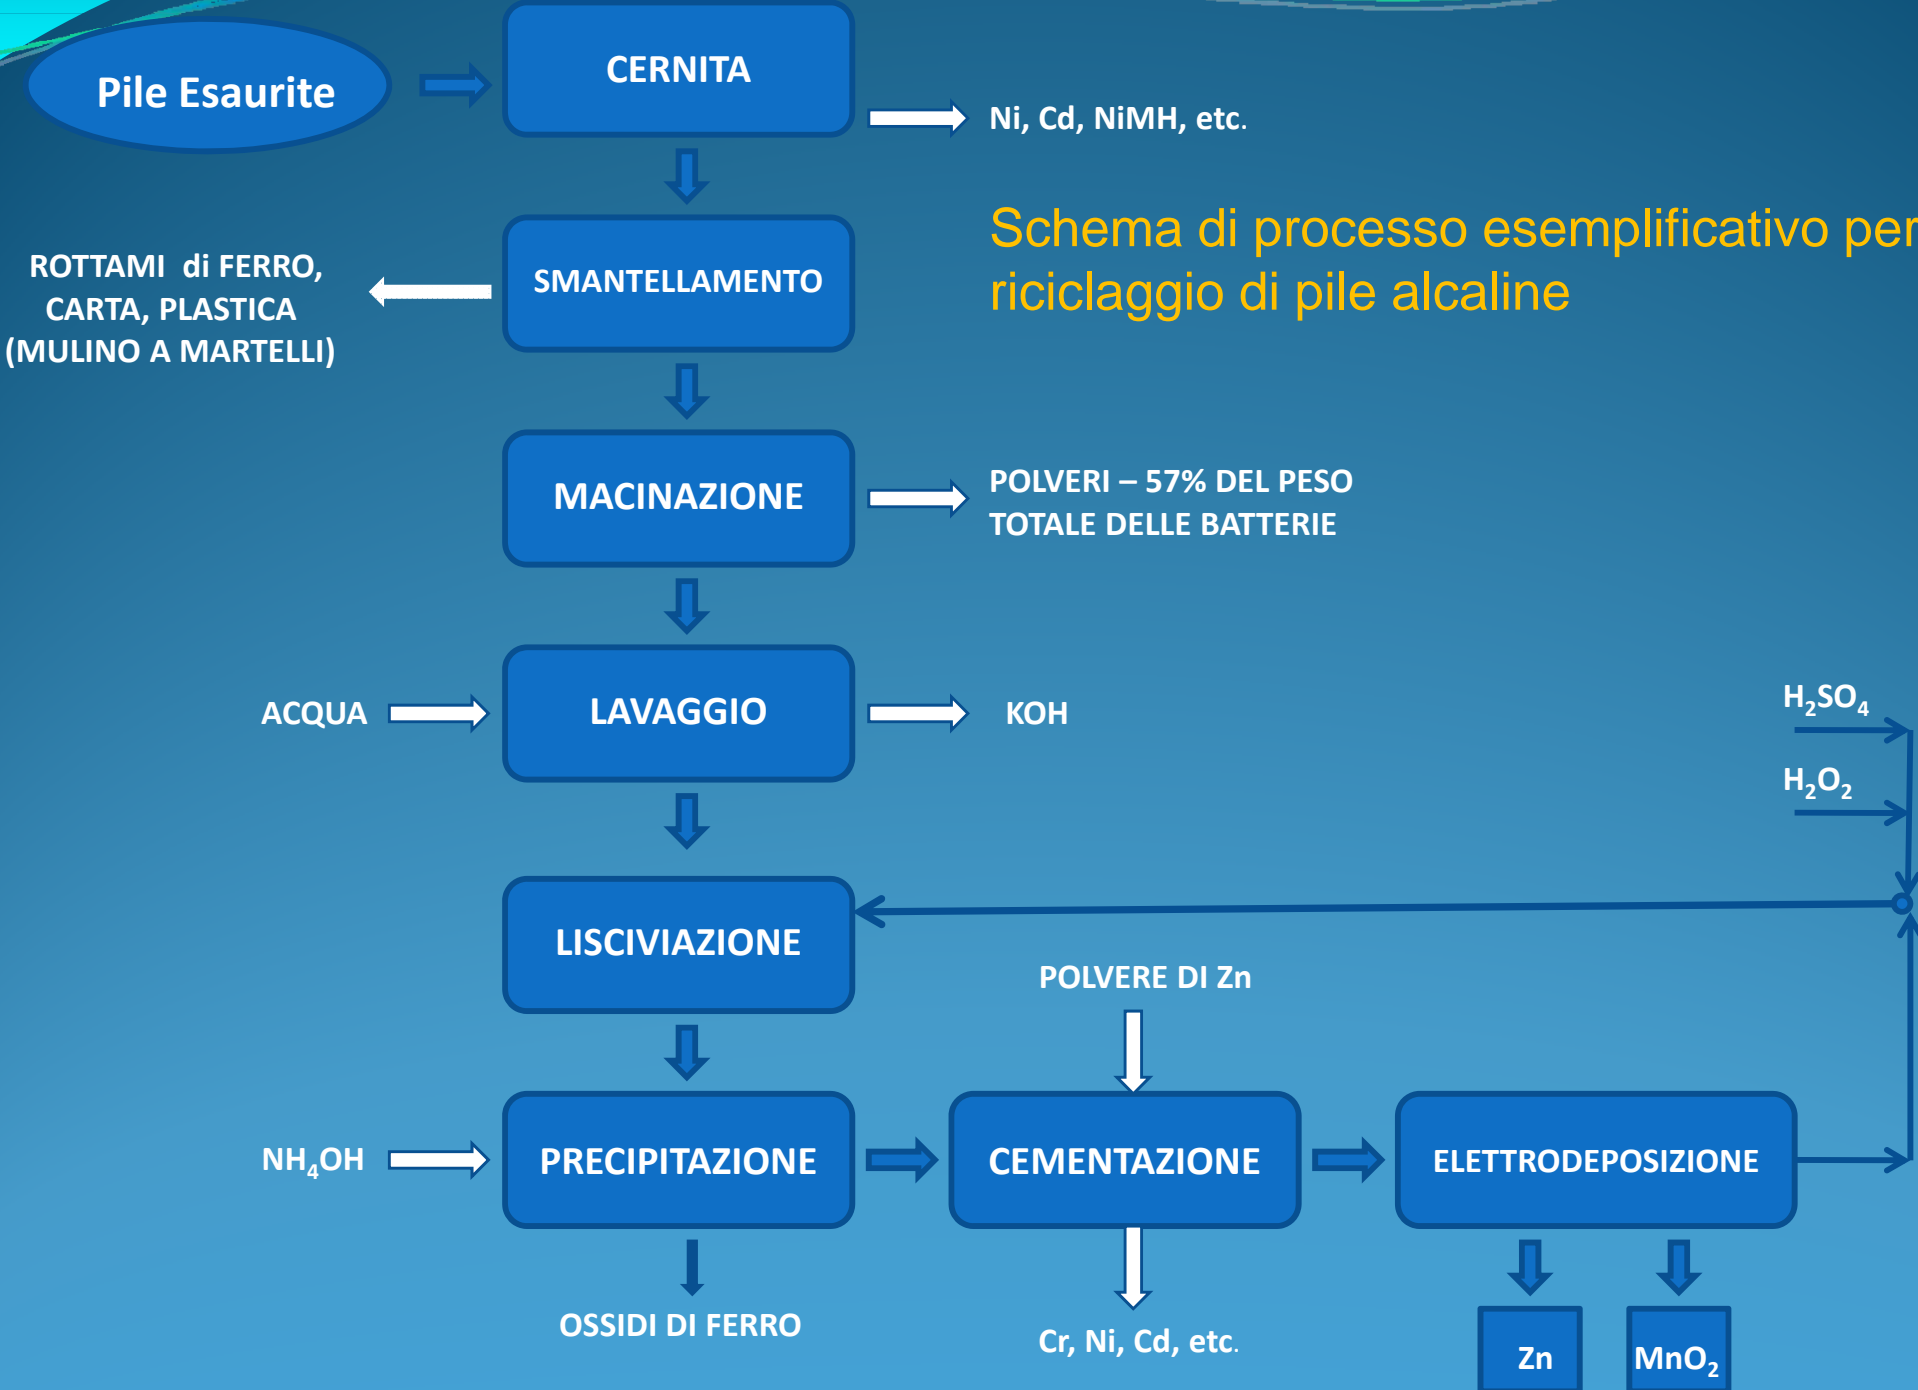 Pile Esaurite
CERNITA
Ni, Cd, NiMH, etc.
Schema di processo esemplificativo per
riciclaggio di pile alcaline
ROTTAMI di FERRO,
CARTA, PLASTICA
(MULINO A MARTELLI)
SMANTELLAMENTO
MACINAZIONE
POLVERI – 57% DEL PESO
TOTALE DELLE BATTERIE
ACQUA
LAVAGGIO
KOH
H₂SO₄
H₂O₂
LISCIVIAZIONE
POLVERE DI Zn
NH₄OH
PRECIPITAZIONE
CEMENTAZIONE
ELETTRODEPOSIZIONE
OSSIDI DI FERRO
Cr, Ni, Cd, etc.
Zn
MnO₂